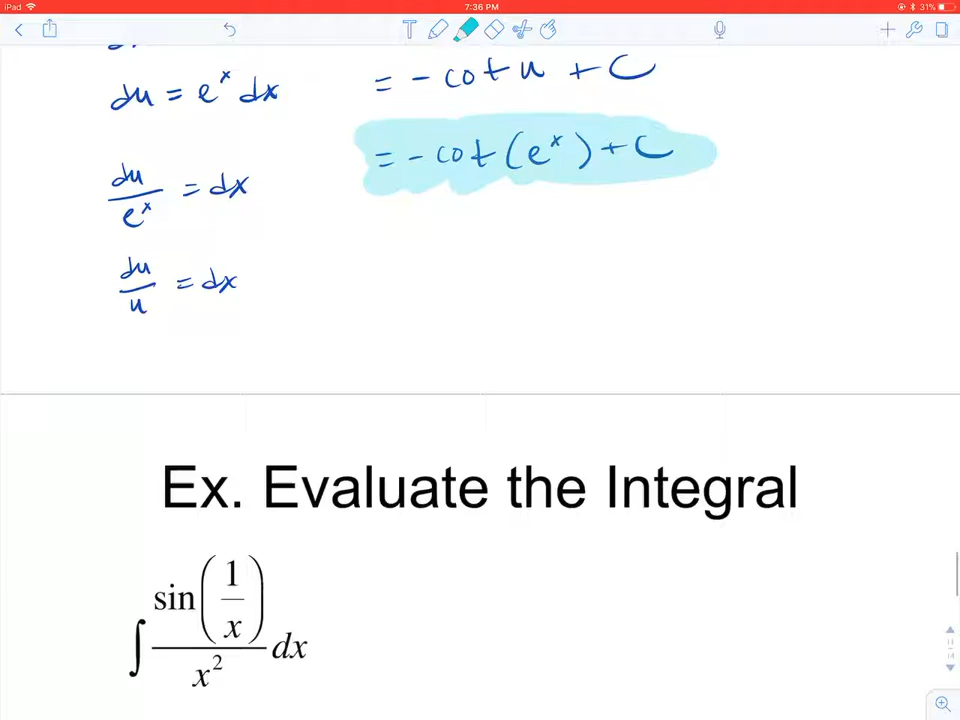 iPad 7:36 PM 31%
du = e^x dx
= -cot u + C
= -cot(e^x) + C
du/e^x = dx
du/u = dx
Ex. Evaluate the Integral
∫ sin(1/x)/x² dx